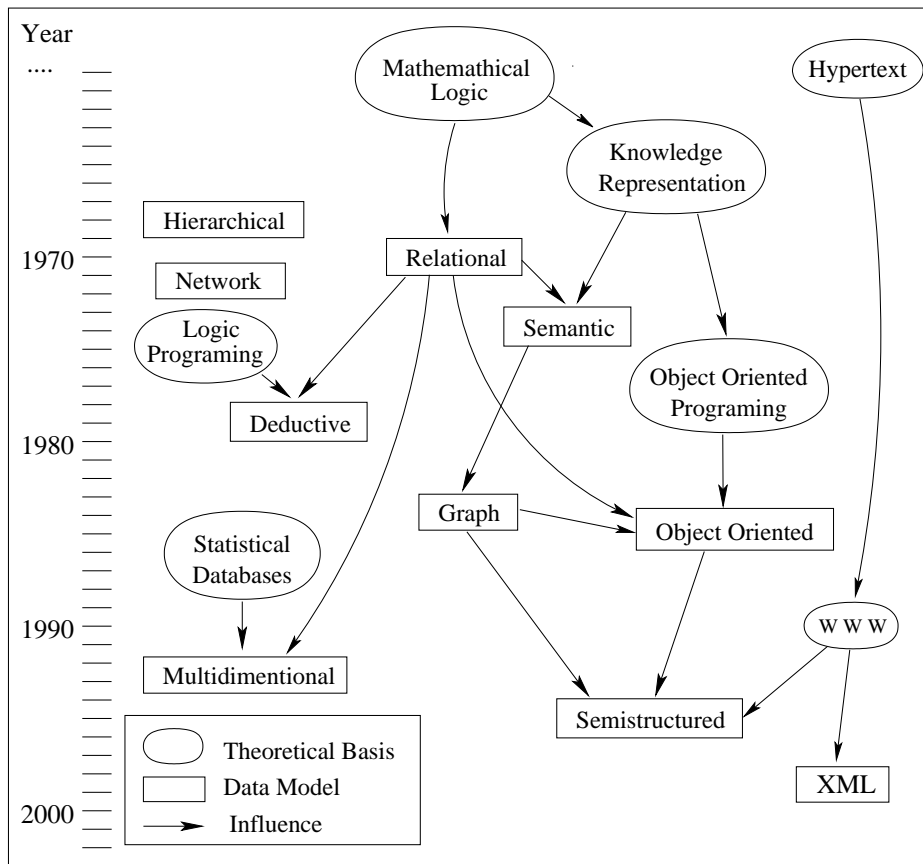 Year
....
Mathemathical
Logic
Hypertext
Knowledge
Representation
Hierarchical
1970
Relational
Network
Semantic
Logic
Programing
Object Oriented
Programing
Deductive
1980
Graph
Object Oriented
Statistical
Databases
1990
W W W
Multidimentional
Semistructured
Theoretical Basis
Data Model
XML
2000
Influence